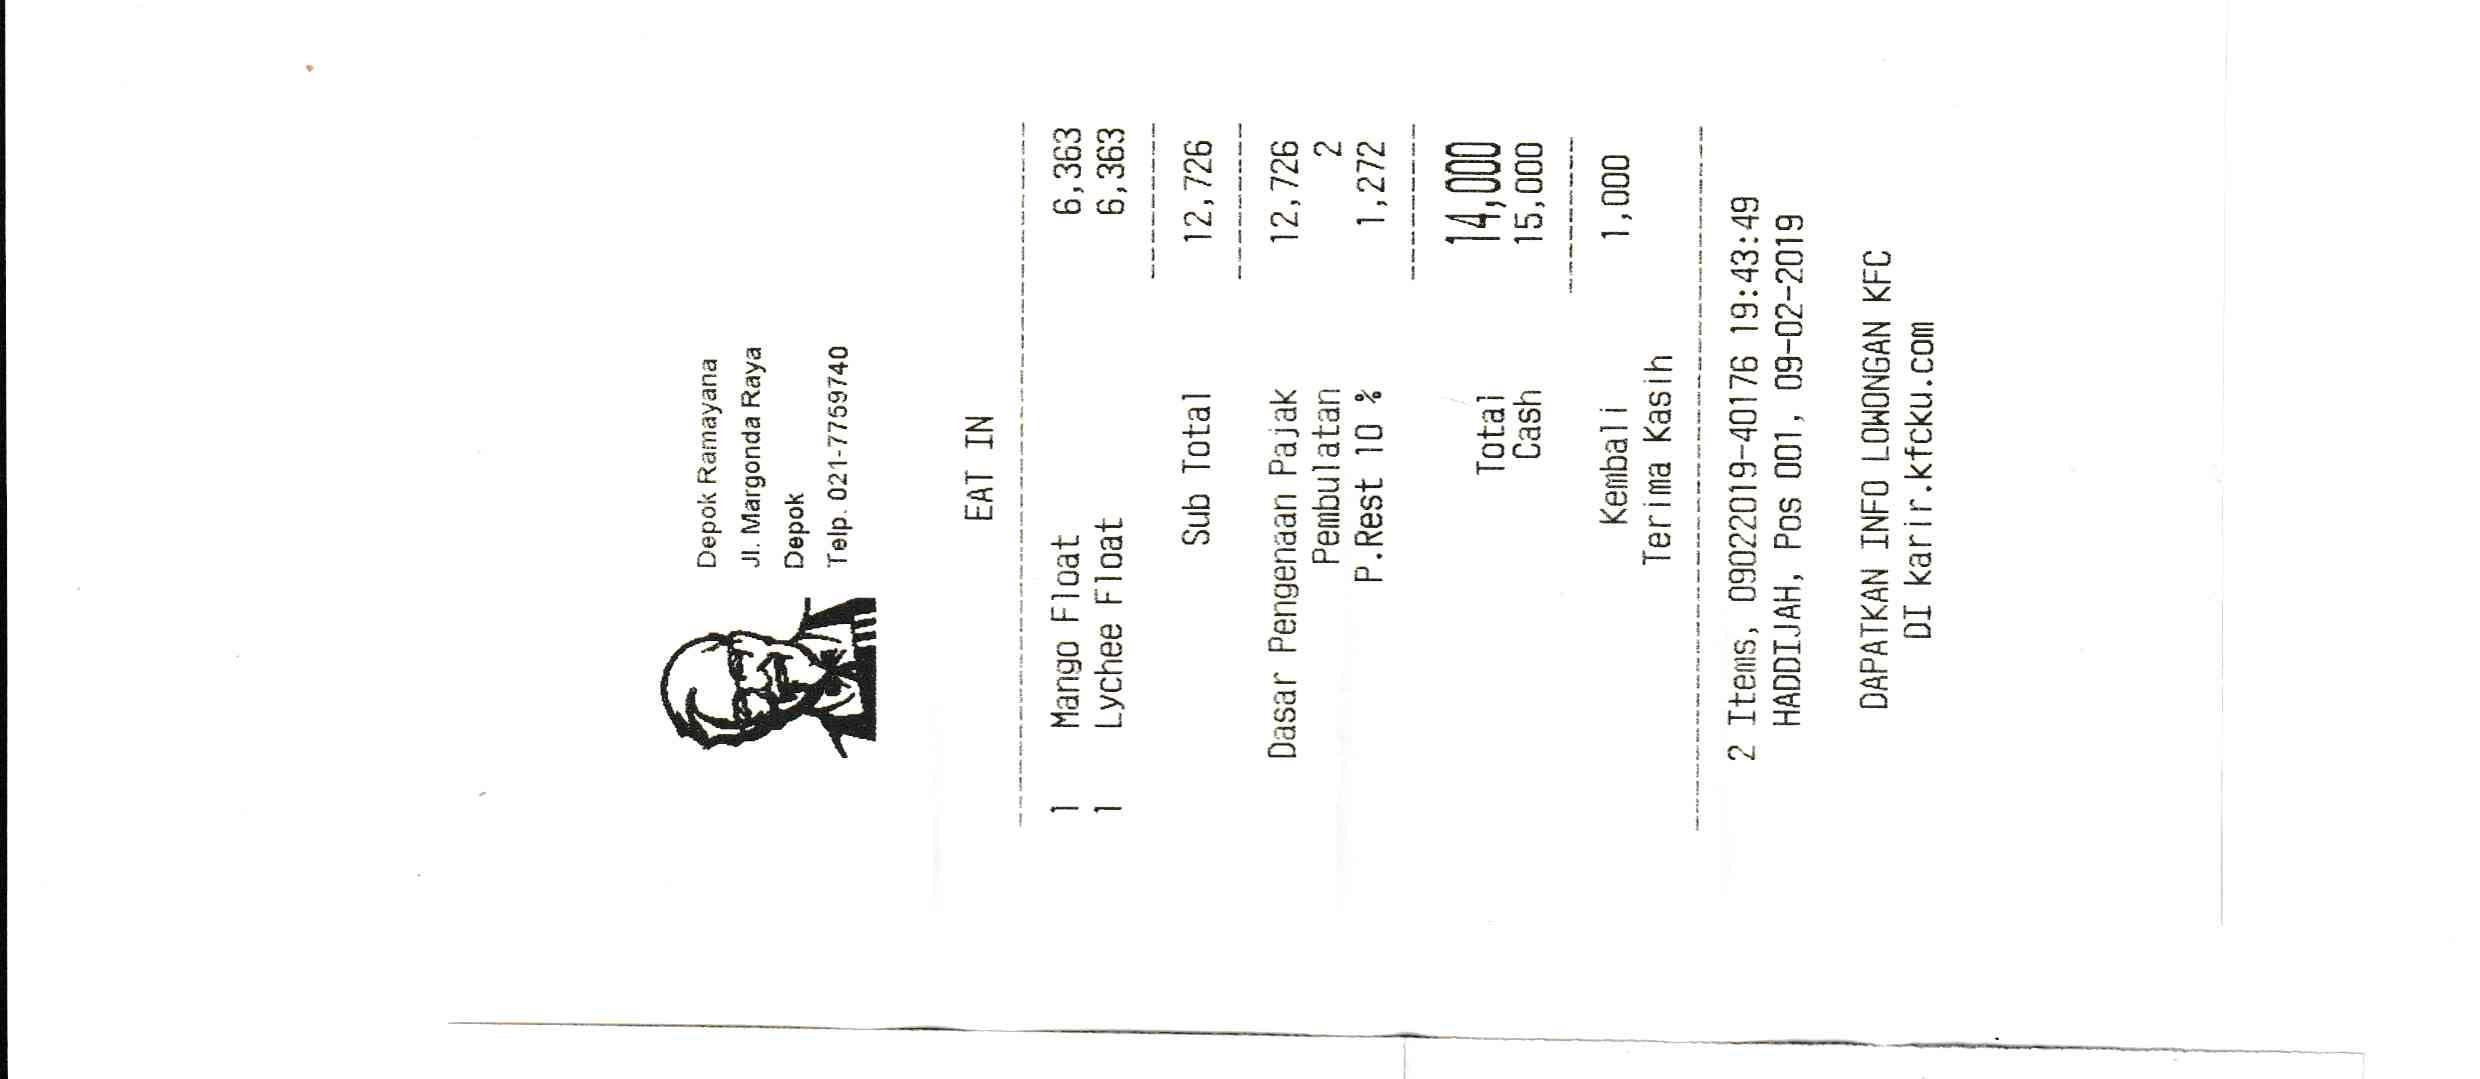 Depok Ramayana
Jl. Margonda Raya
Depok
Telp. 021-7759740
EAT IN
1 Mango Float 6,363
1 Lychee Float 6,363
Sub Total 12,726
Dasar Pengenaan Pajak 12,726
Pembulatan 2
P.Rest 10 % 1,272
Total 14,000
Cash 15,000
Kembali 1,000
Terima Kasih
2 Items, 09022019-40176 19:43:49
HADDIJAH, Pos 001, 09-02-2019
DAPATKAN INFO LOWONGAN KFC
DI karir.kfcku.com